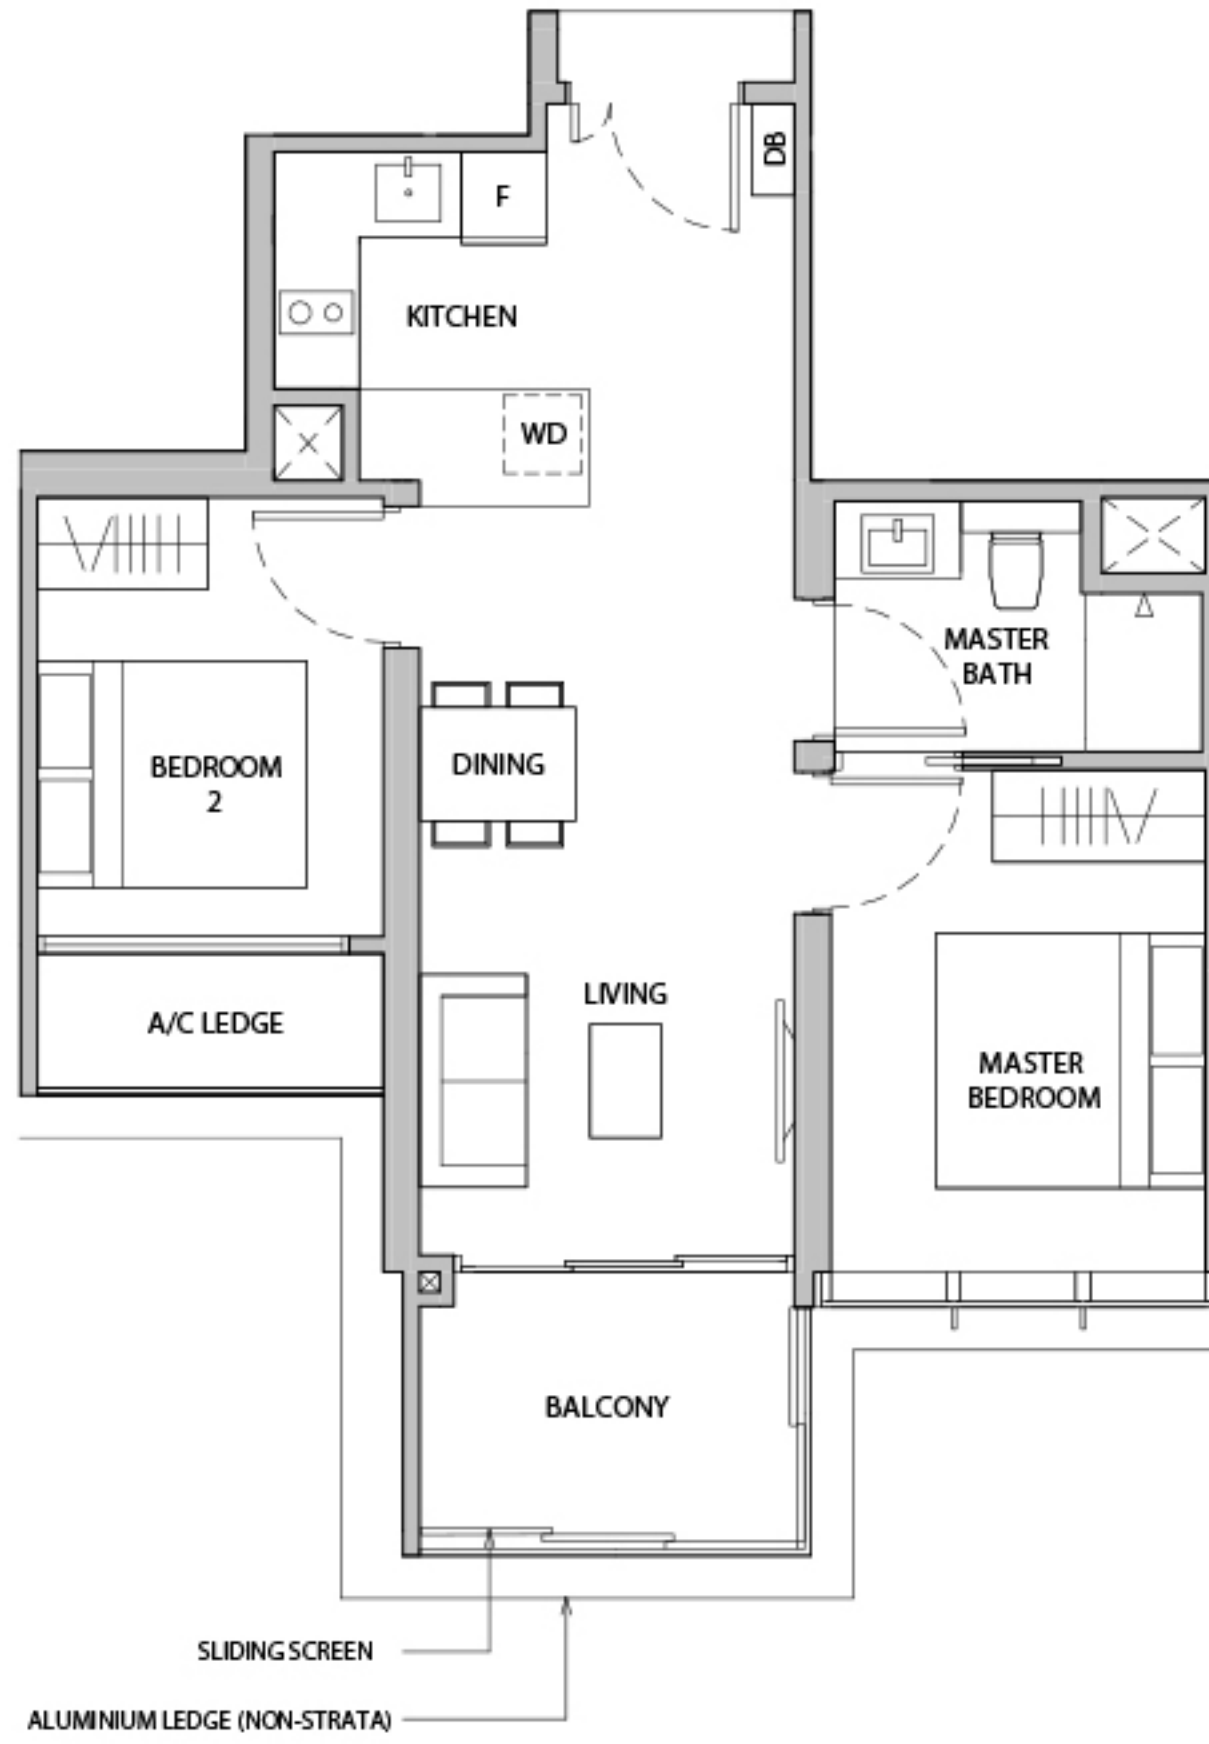 DB
F
KITCHEN
WD
MASTER
BATH
BEDROOM
2
DINING
LIVING
A/C LEDGE
MASTER
BEDROOM
BALCONY
SLIDING SCREEN
ALUMINIUM LEDGE (NON-STRATA)